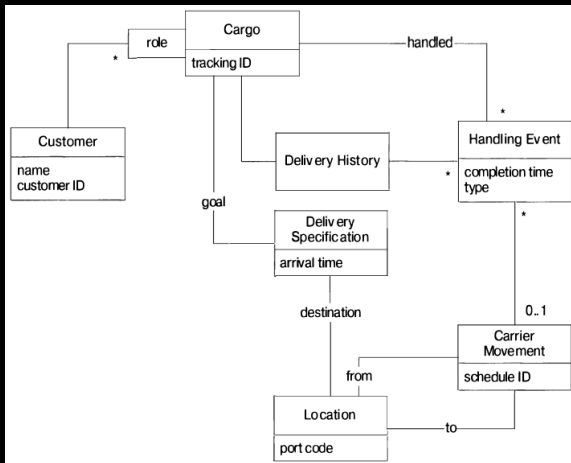 role
Cargo
tracking ID
handled
*
*
Customer
name
customer ID
Delivery History
*
Handling Event
completion time
type
*
goal
Delivery
Specification
arrival time
destination
0..1
Carrier
Movement
schedule ID
from
Location
port code
to